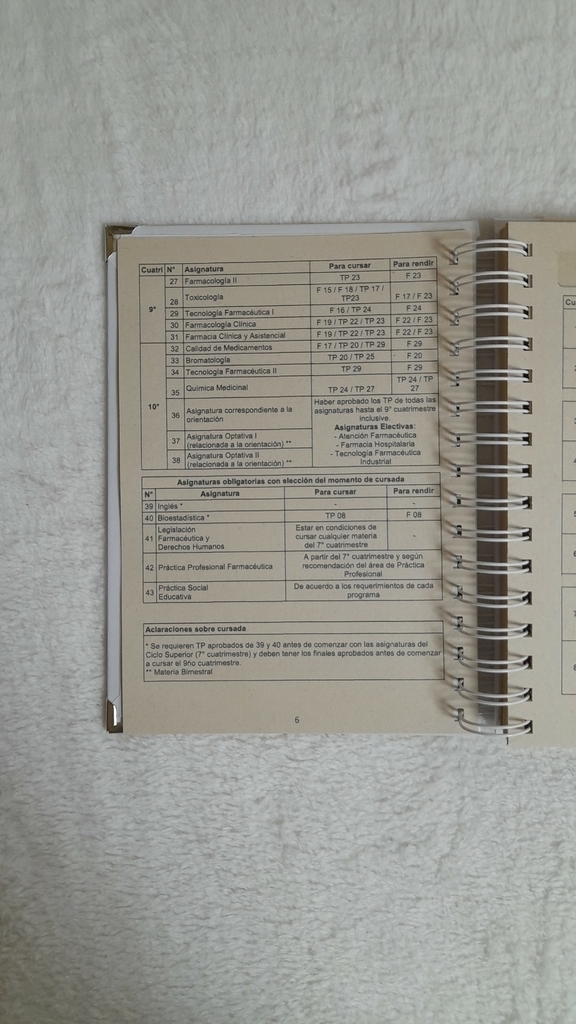 Cuatri N° Asignatura Para cursar Para rendir
9°
27 Farmacología II TP 23 F 23
28 Toxicología F 15 / F 18 / TP 17 / TP23 F 17 / F 23
29 Tecnología Farmacéutica I F 16 / TP 24 F 24
30 Farmacología Clínica F 19 / TP 22 / TP 23 F 22 / F 23
31 Farmacia Clínica y Asistencial F 19 / TP 22 / TP 23 F 22 / F 23
10°
32 Calidad de Medicamentos F 17 / TP 20 / TP 29 F 29
33 Bromatología TP 20 / TP 25 F 20
34 Tecnología Farmacéutica II TP 29 F 29
35 Química Medicinal TP 24 / TP 27 TP 24 / TP 27
36 Asignatura correspondiente a la
orientación
37 Asignatura Optativa I
(relacionada a la orientación) **
38 Asignatura Optativa II
(relacionada a la orientación) **
Haber aprobado los TP de todas las
asignaturas hasta el 9° cuatrimestre
inclusive.
Asignaturas Electivas:
- Atención Farmacéutica
- Farmacia Hospitalaria
- Tecnología Farmacéutica
Industrial
Asignaturas obligatorias con elección del momento de cursada
N° Asignatura Para cursar Para rendir
39 Inglés * - -
40 Bioestadística * TP 08 F 08
41 Legislación
Farmacéutica y
Derechos Humanos
Estar en condiciones de
cursar cualquier materia
del 7° cuatrimestre
-
42 Práctica Profesional Farmacéutica
A partir del 7° cuatrimestre y según
recomendación del área de Práctica
Profesional
43 Práctica Social
Educativa
De acuerdo a los requerimientos de cada
programa
Aclaraciones sobre cursada
* Se requieren TP aprobados de 39 y 40 antes de comenzar con las asignaturas del
Ciclo Superior (7° cuatrimestre) y deben tener los finales aprobados antes de comenzar
a cursar el 9no cuatrimestre.
** Materia Bimestral
6
Cu